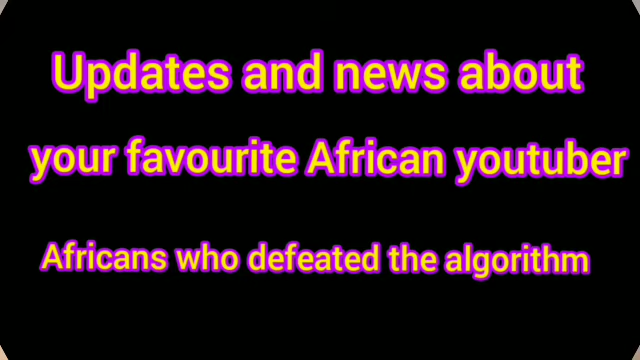 Updates and news about
your favourite African youtuber
Africans who defeated the algorithm